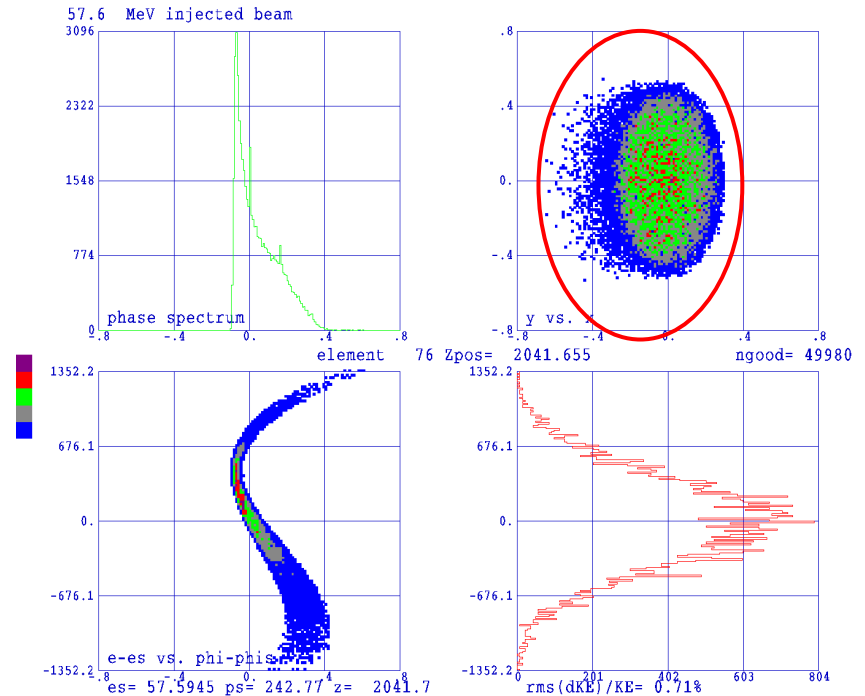 57.6 MeV injected beam
3096
2322
1548
774
0
-.8 -.4 0. .4 .8
phase spectrum
.8
.4
0.
-.4
-.8
-.8 -.4 0. .4 .8
y vs. x
element 76 Zpos= 2041.655 ngood= 49980
1352.2
676.1
0.
-676.1
-1352.2
e-es vs. phi-phis
-.4 0. .4 .8
es= 57.5945 ps= 242.77 z= 2041.7
1352.2
676.1
0.
-676.1
-1352.2
0 201 402 603 804
rms(dKE)/KE= 0.71%